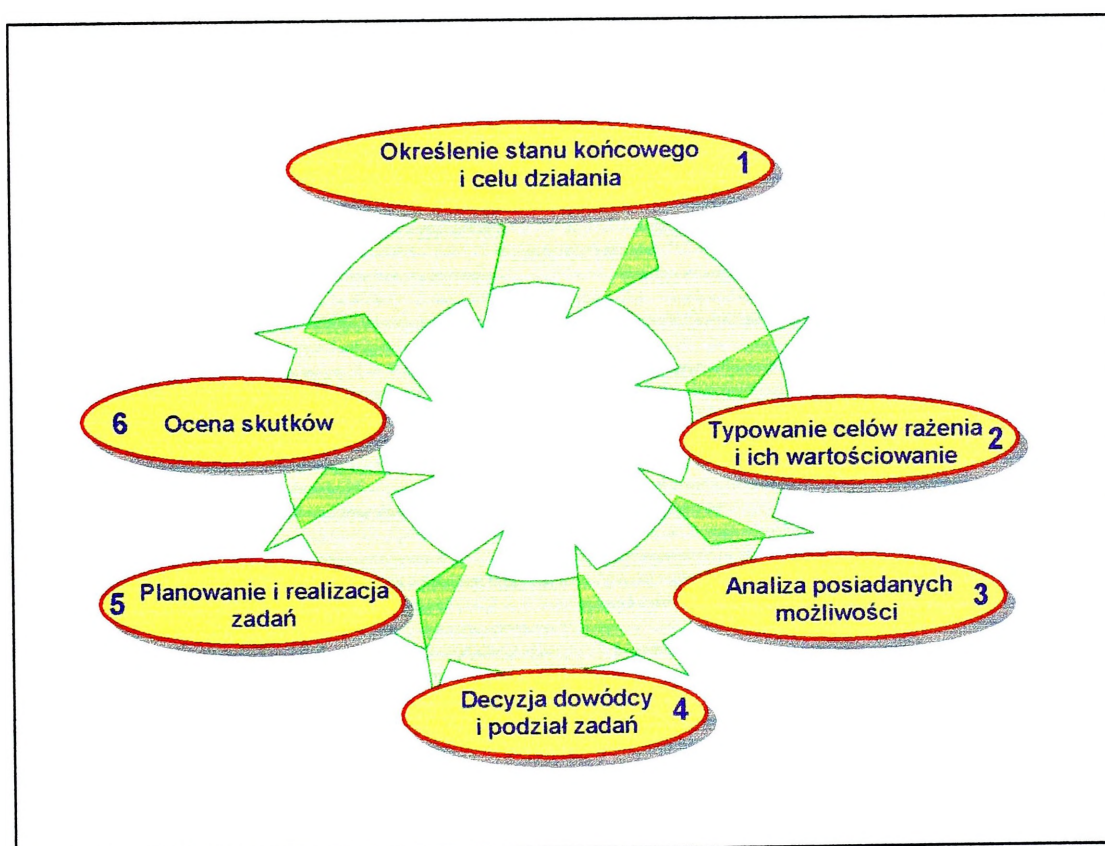 Określenie stanu końcowego 1
i celu działania
Typowanie celów rażenia 2
i ich wartościowanie
Analiza posiadanych 3
możliwości
Decyzja dowódcy 4
i podział zadań
5 Planowanie i realizacja
zadań
6 Ocena skutków